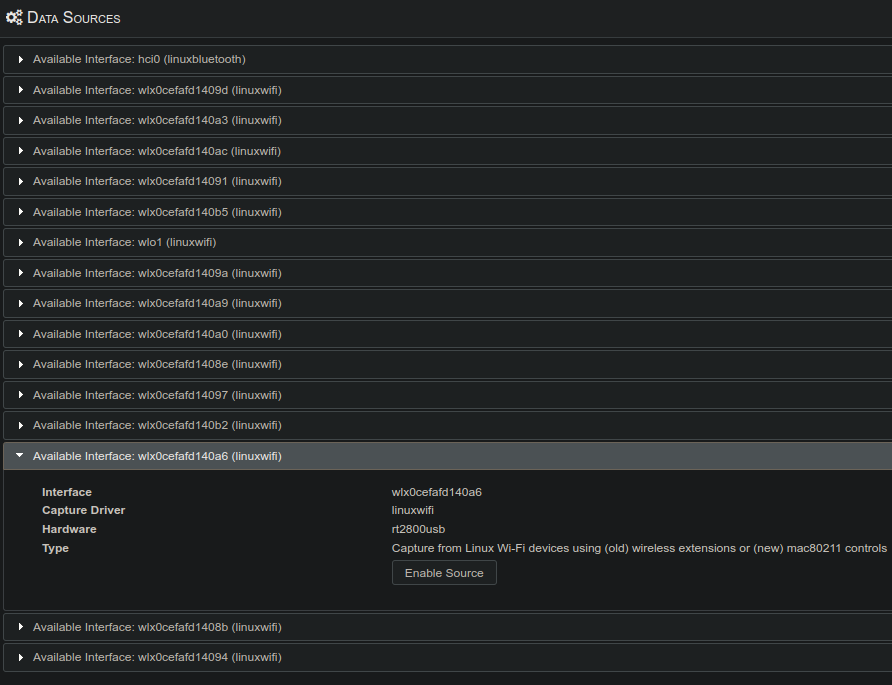 Data Sources
Available Interface: hci0 (linuxbluetooth)
Available Interface: wlx0cefafd1409d (linuxwifi)
Available Interface: wlx0cefafd140a3 (linuxwifi)
Available Interface: wlx0cefafd140ac (linuxwifi)
Available Interface: wlx0cefafd14091 (linuxwifi)
Available Interface: wlx0cefafd140b5 (linuxwifi)
Available Interface: wlo1 (linuxwifi)
Available Interface: wlx0cefafd1409a (linuxwifi)
Available Interface: wlx0cefafd140a9 (linuxwifi)
Available Interface: wlx0cefafd140a0 (linuxwifi)
Available Interface: wlx0cefafd1408e (linuxwifi)
Available Interface: wlx0cefafd14097 (linuxwifi)
Available Interface: wlx0cefafd140b2 (linuxwifi)
Available Interface: wlx0cefafd140a6 (linuxwifi)
Interface wlx0cefafd140a6
Capture Driver linuxwifi
Hardware rt2800usb
Type Capture from Linux Wi-Fi devices using (old) wireless extensions or (new) mac80211 controls
Enable Source
Available Interface: wlx0cefafd1408b (linuxwifi)
Available Interface: wlx0cefafd14094 (linuxwifi)